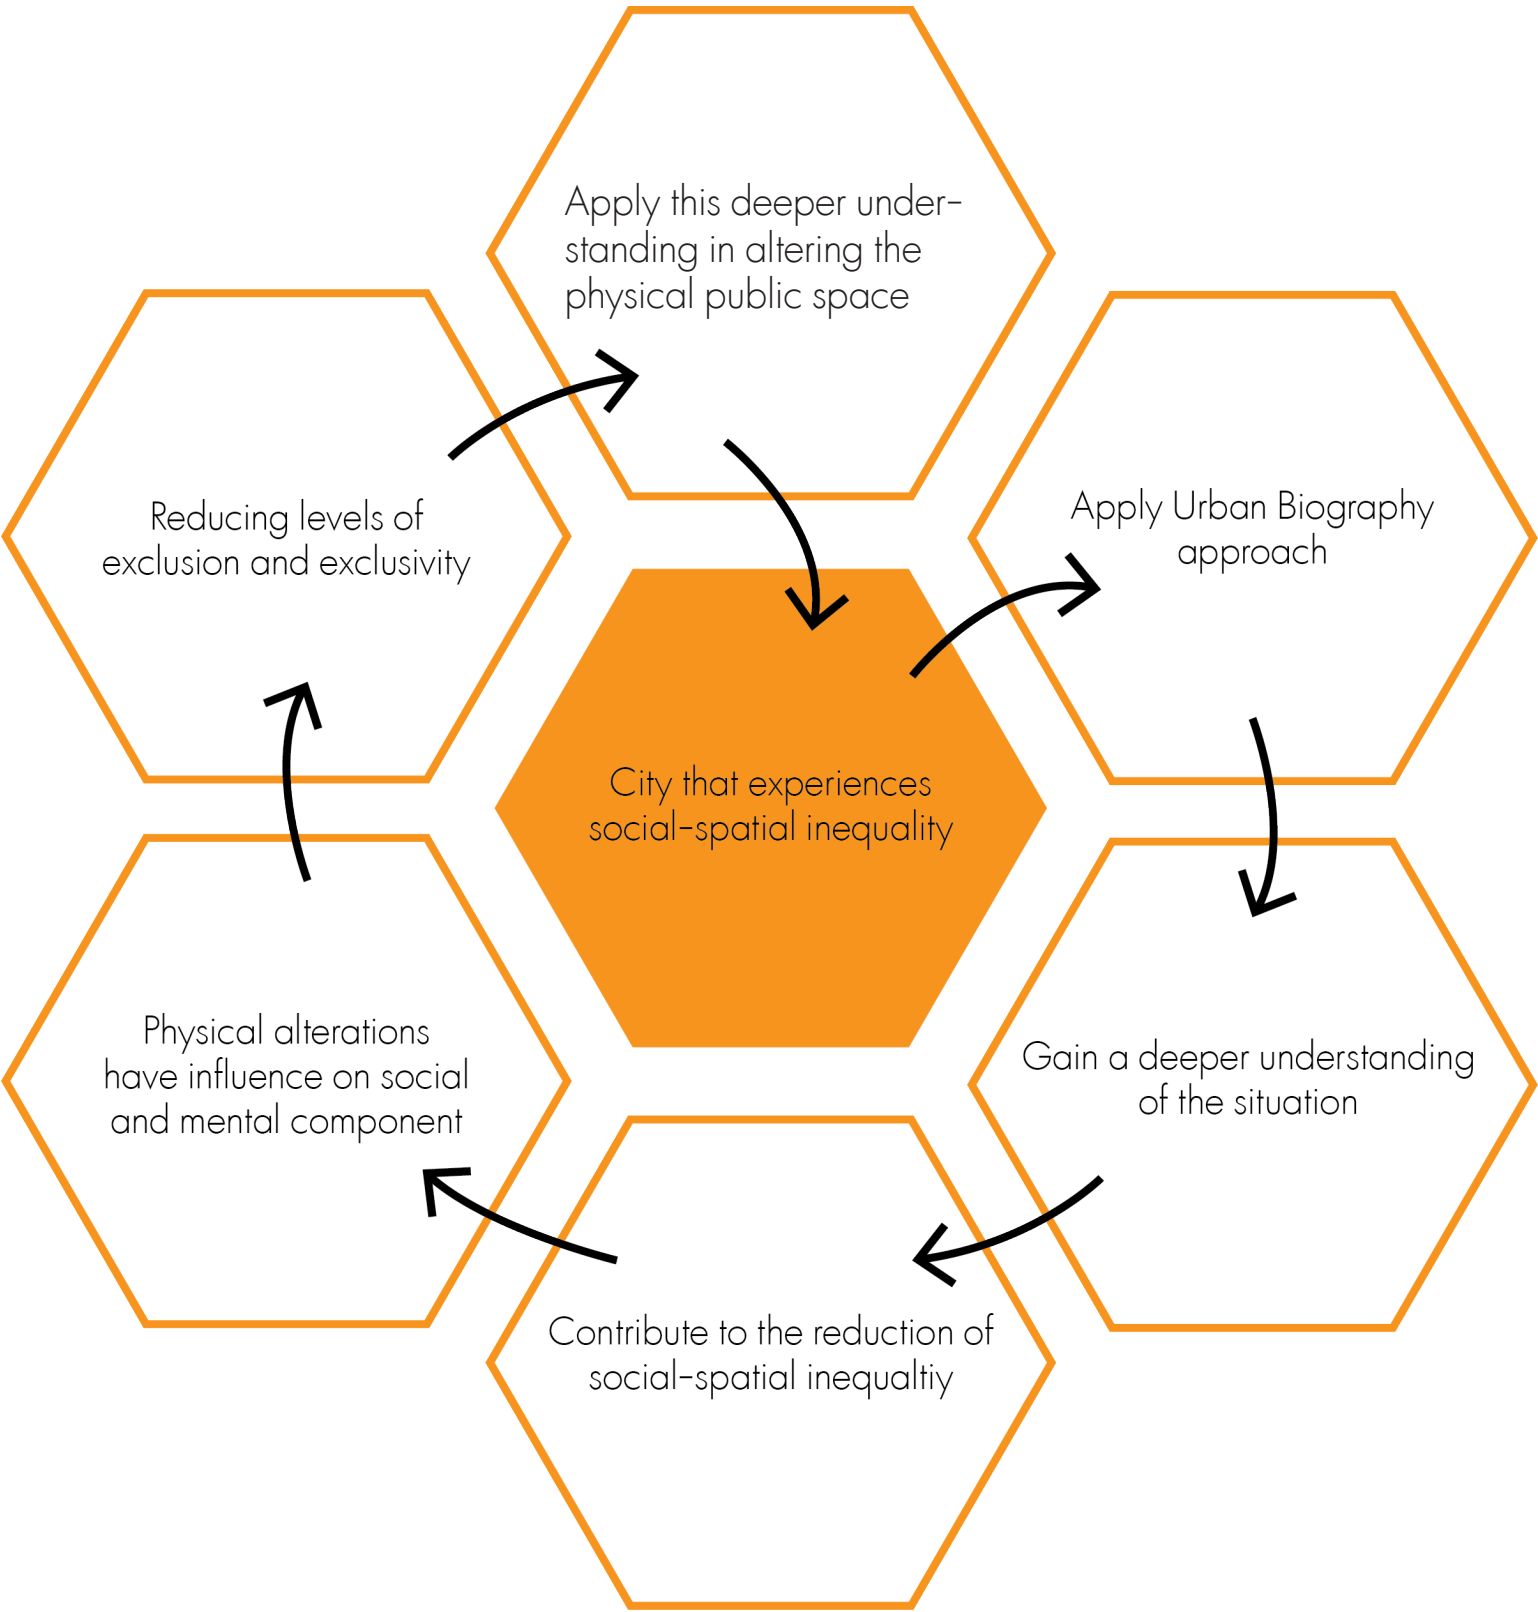 Apply this deeper under-
standing in altering the
physical public space
Reducing levels of
exclusion and exclusivity
Apply Urban Biography
approach
City that experiences
social-spatial inequality
Physical alterations
have influence on social
and mental component
Gain a deeper understanding
of the situation
Contribute to the reduction of
social-spatial inequaltiy